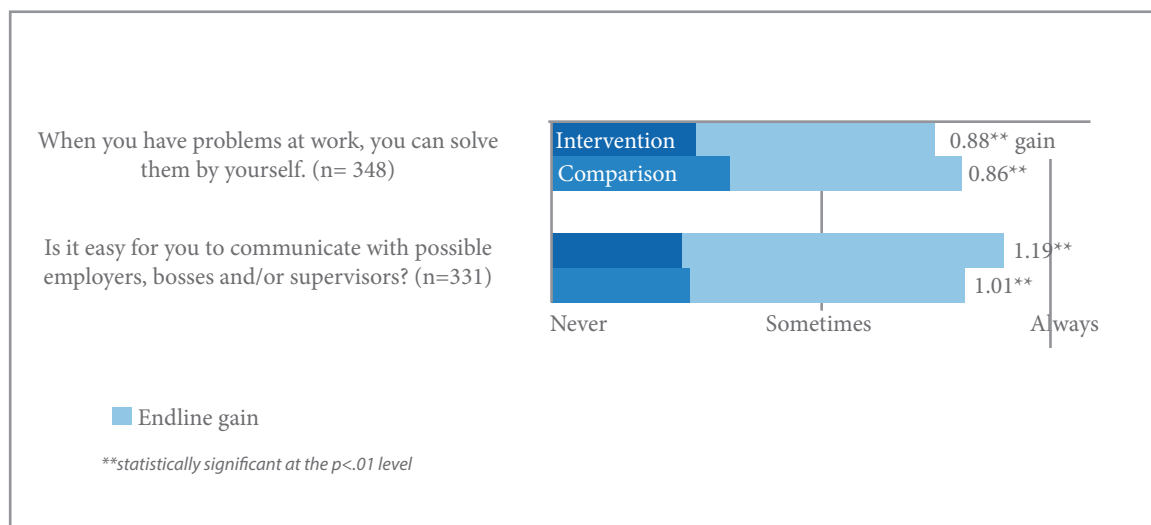 When you have problems at work, you can solve
them by yourself. (n= 348)
Intervention
0.88** gain
Comparison
0.86**
Is it easy for you to communicate with possible
employers, bosses and/or supervisors? (n=331)
1.19**
1.01**
Never
Sometimes
Always
Endline gain
**statistically significant at the p<.01 level